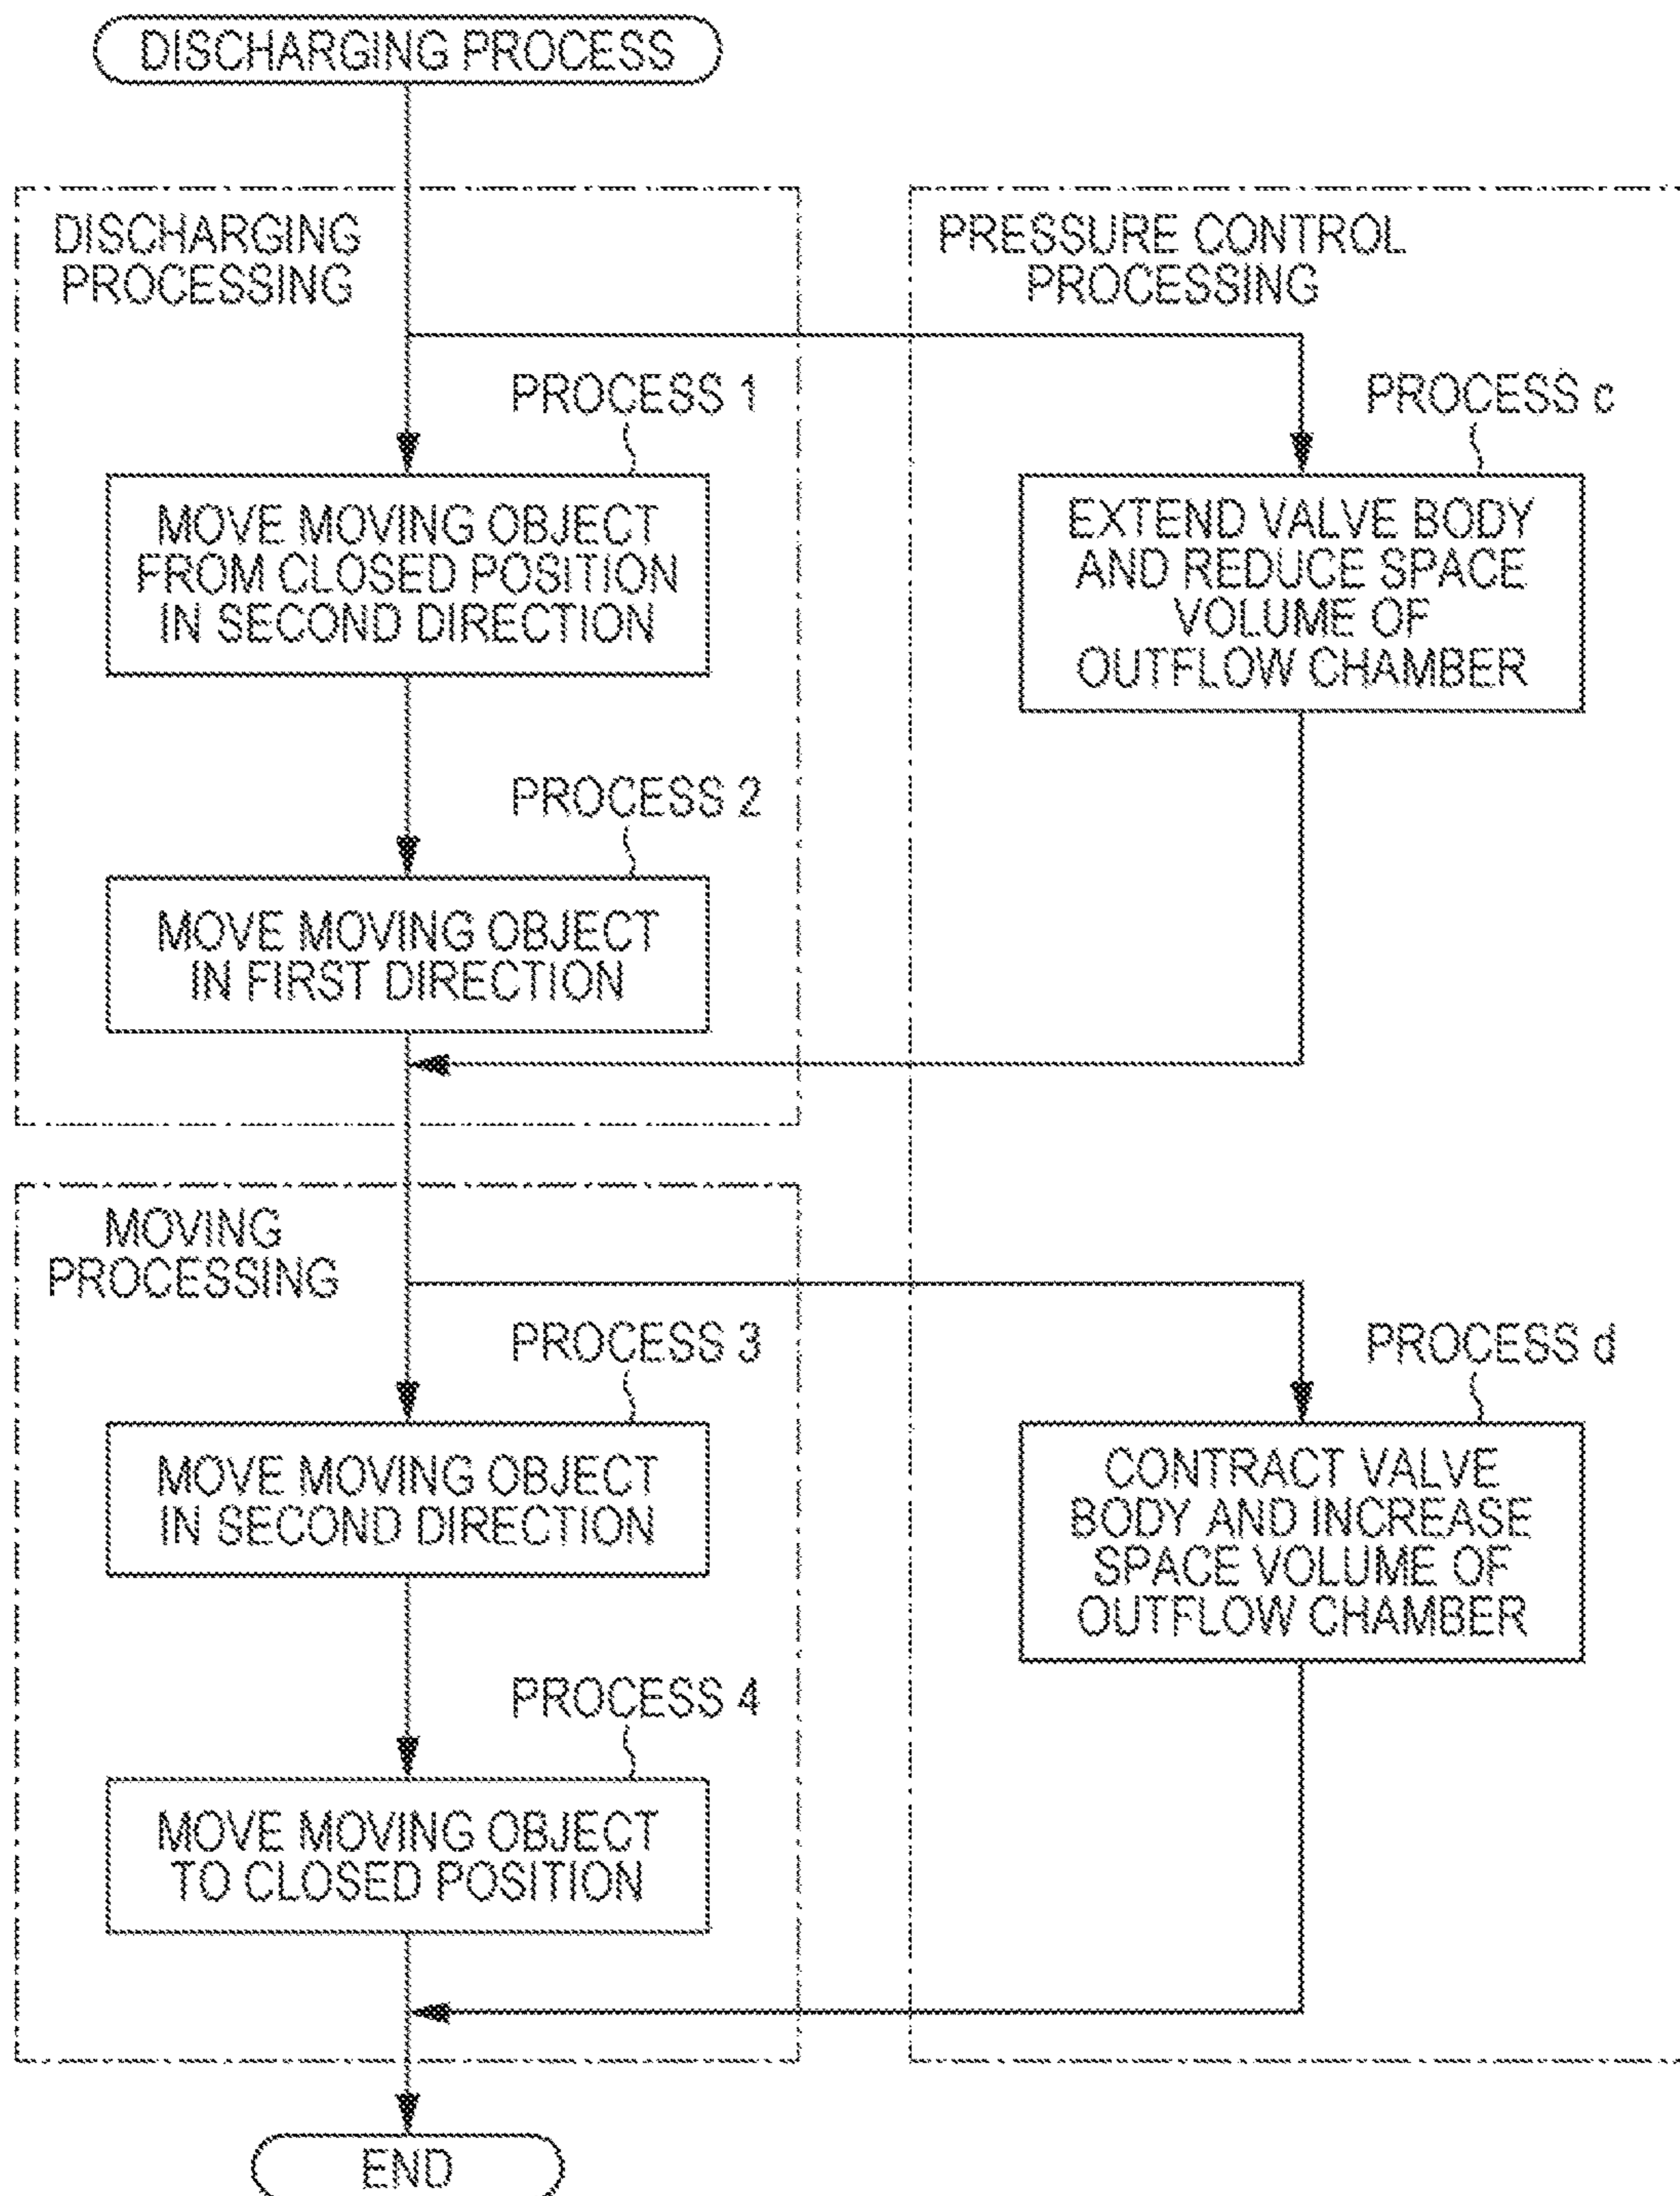 DISCHARGING PROCESS
DISCHARGING
PROCESSING
PROCESS 1
MOVE MOVING OBJECT
FROM CLOSED POSITION
IN SECOND DIRECTION
PROCESS 2
MOVE MOVING OBJECT
IN FIRST DIRECTION
PRESSURE CONTROL
PROCESSING
PROCESS c
EXTEND VALVE BODY
AND REDUCE SPACE
VOLUME OF
OUTFLOW CHAMBER
MOVING
PROCESSING
PROCESS 3
MOVE MOVING OBJECT
IN SECOND DIRECTION
PROCESS 4
MOVE MOVING OBJECT
TO CLOSED POSITION
PROCESS d
CONTRACT VALVE
BODY AND INCREASE
SPACE VOLUME OF
OUTFLOW CHAMBER
END